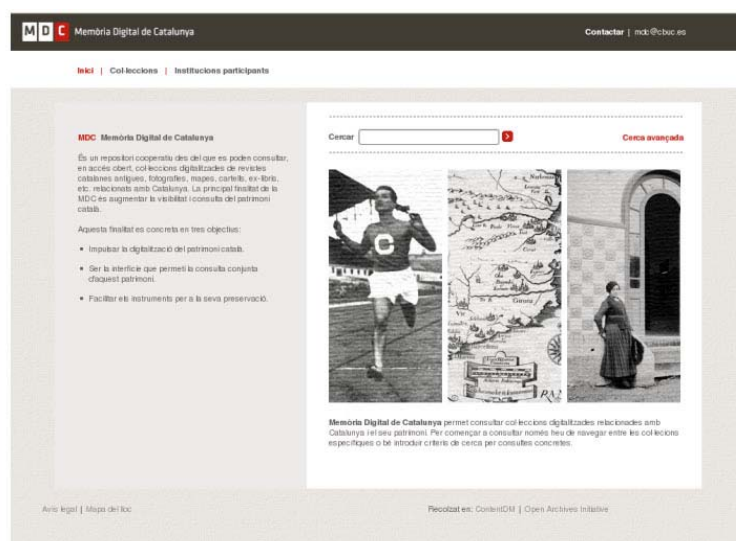 MDC Memòria Digital de Catalunya
Contactar | mdc@cbuc.es
Inici | Col·leccions | Institucions participants
MDC Memòria Digital de Catalunya
És un repositori cooperatiu des del que es poden consultar,
en accés obert, col·leccions digitalitzades de revistes
catalanes antigues, fotografies, mapes, cartells, ex-libris,
etc. relacionats amb Catalunya. La principal finalitat de la
MDC és augmentar la visibilitat i consulta del patrimoni
català.
Aquesta finalitat es concreta en tres objectius:
• Impulsar la digitalització del patrimoni català.
• Ser la interfície que permeti la consulta conjunta
d'aquest patrimoni.
• Facilitar els instruments per a la seva preservació.
Cercar
Cerca avançada
C
Gerona
Vic
Memòria Digital de Catalunya permet consultar col·leccions digitalitzades relacionades amb
Catalunya i el seu patrimoni. Per començar a consultar només heu de navegar entre les col·lecions
específiques o bé introduir criteris de cerca per consultes concretes.
Avis legal | Mapa del lloc
Recolzat en: ContentDM | Open Archives Initiative